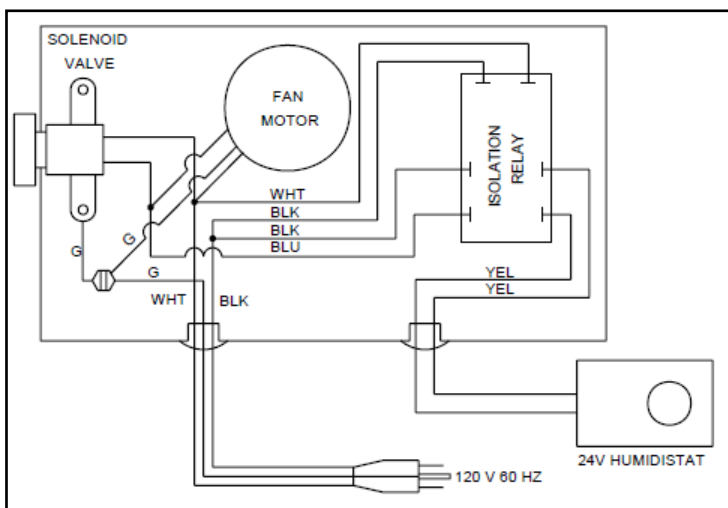 SOLENOID
VALVE
FAN
MOTOR
ISOLATION
RELAY
WHT
BLK
BLK
BLU
G
G
G
WHT
BLK
YEL
YEL
120 V 60 HZ
24V HUMIDISTAT